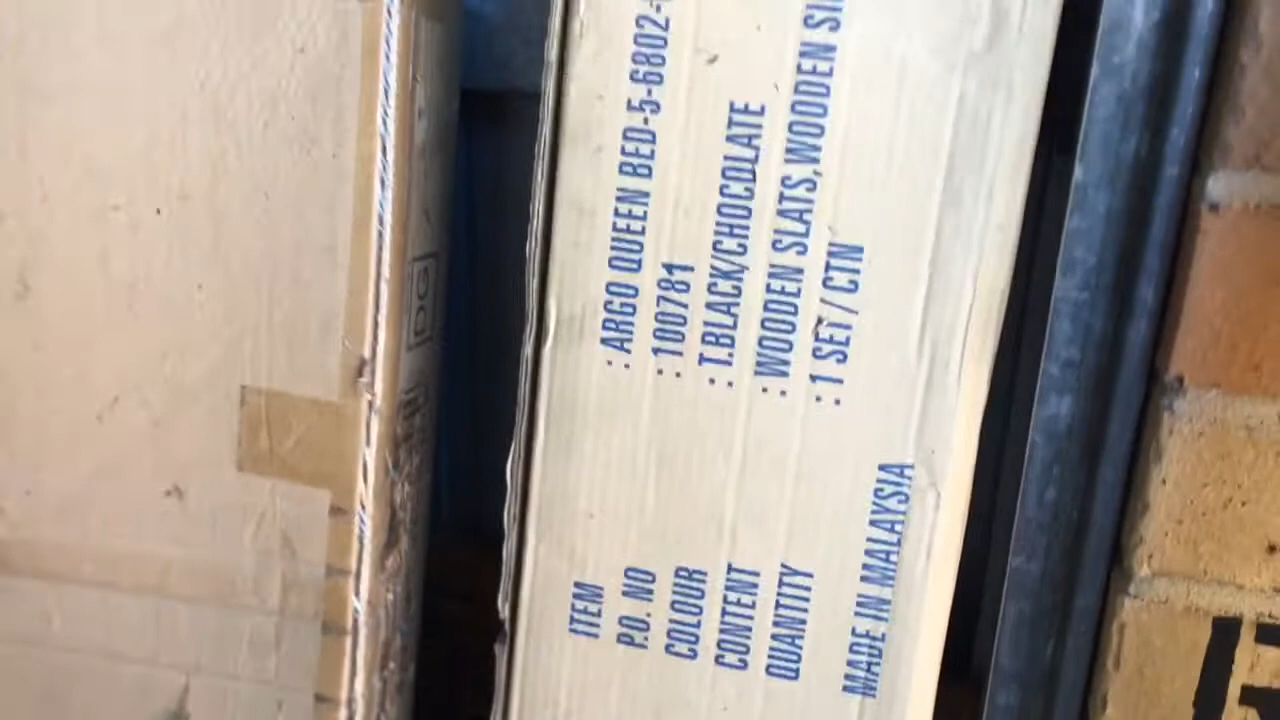 ITEM : ARGO QUEEN BED-5-6802-
P.O. NO : 100781
COLOUR : T.BLACK/CHOCOLATE
CONTENT : WOODEN SLATS,WOODEN
QUANTITY : 1 SET/ CTN
MADE IN MALAYSIA
DG